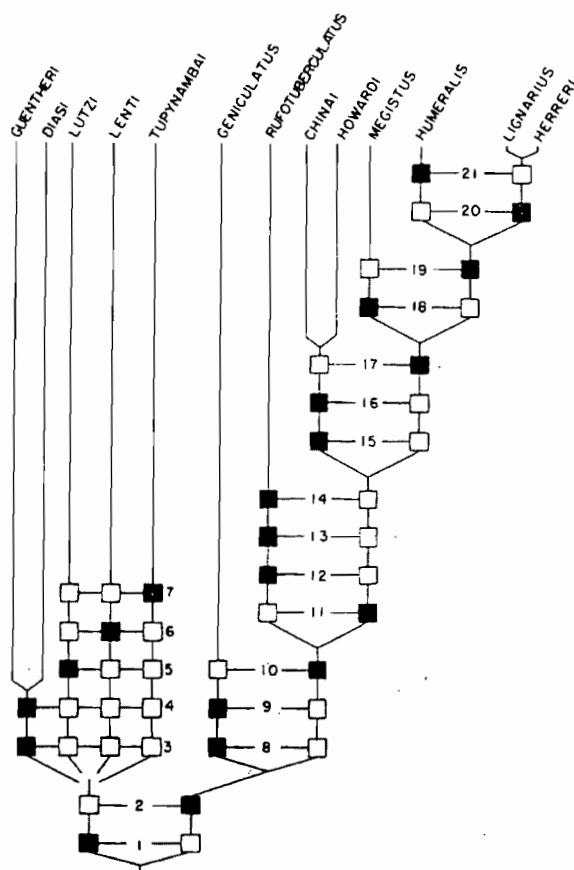 GUENTHERI
DIASI
LUTZI
LENTI
TUPYNAMBAI
GENICULATUS
RUFOTUBERCULATUS
CHINAI
HOWARDI
MEGISTUS
HUMERALIS
LIGNARIUS
HERRERI
21
20
19
18
17
16
15
14
13
12
11
7
6
5
10
4
9
3
8
2
1